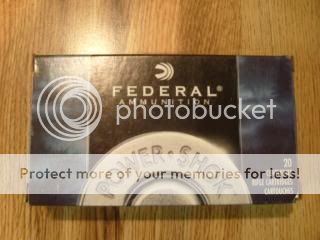 FEDERAL®
AMMUNITION
photobucket
POWER·SHOK
20
RIFLE CARTRIDGES
CARTOUCHES
Protect more of your memories for less!